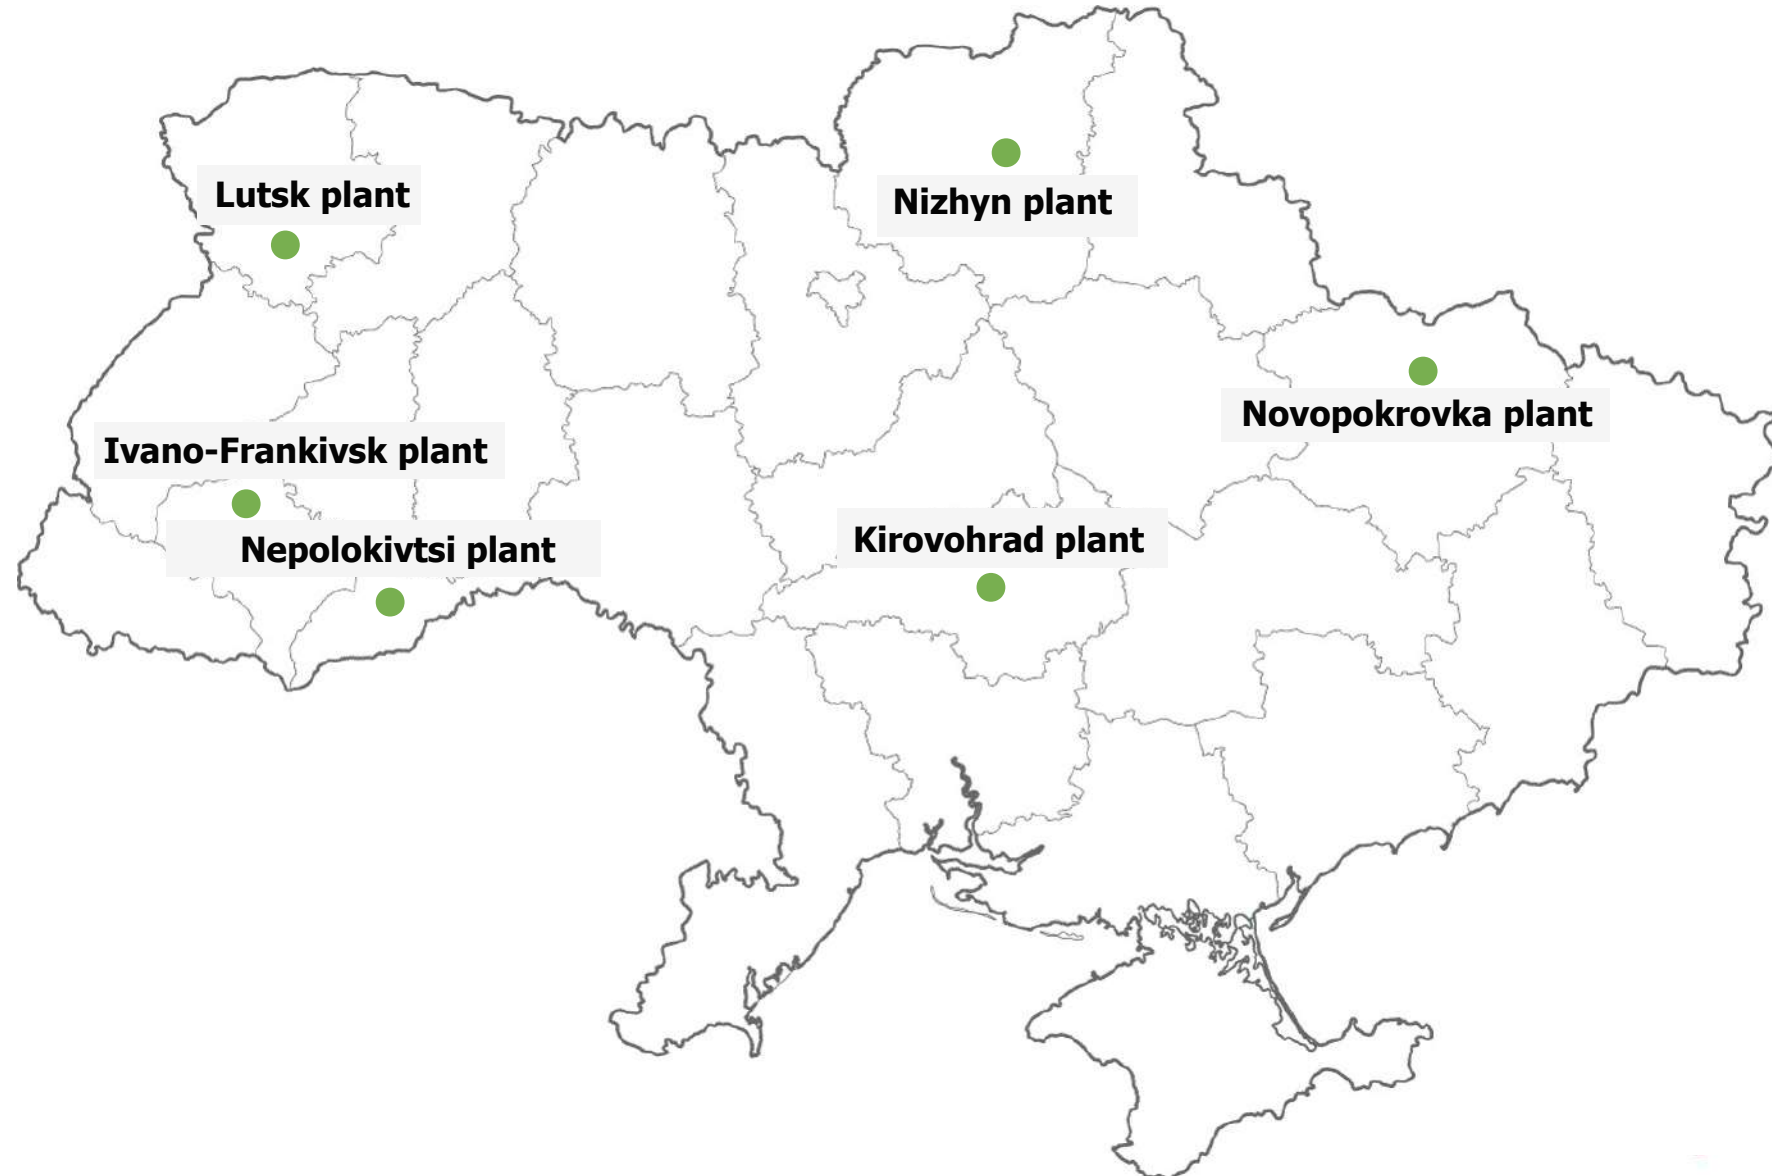 Lutsk plant
Nizhyn plant
Novopokrovka plant
Ivano-Frankivsk plant
Nepolokivtsi plant
Kirovohrad plant